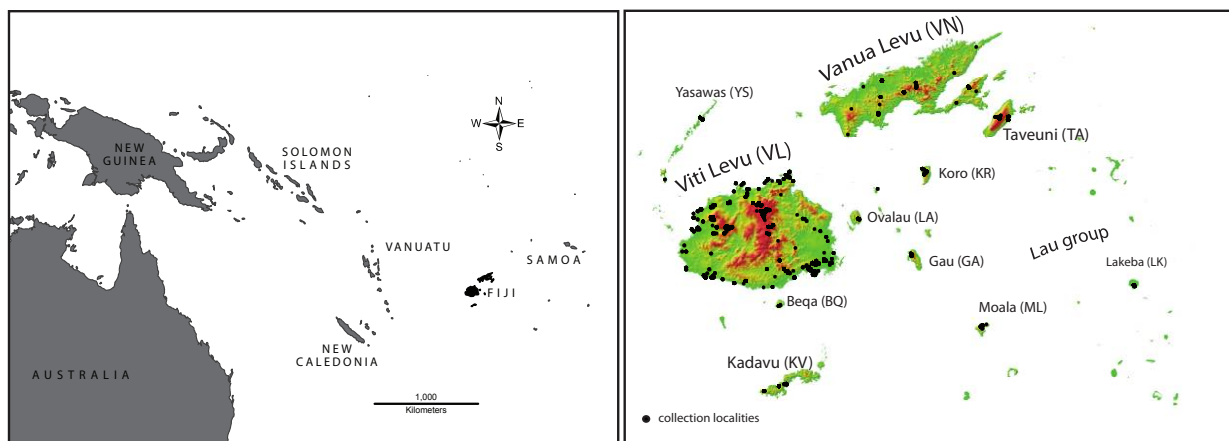 N
W E
S
NEW
GUINEA
SOLOMON
ISLANDS
VANUATU
SAMOA
FIJI
NEW
CALEDONIA
AUSTRALIA
1,000
Kilometers
Vanua Levu (VN)
Yasawas (YS)
Taveuni (TA)
Viti Levu (VL)
Koro (KR)
Ovalau (LA)
Lau group
Gau (GA)
Lakeba (LK)
Beqa (BQ)
Moala (ML)
Kadavu (KV)
collection localities